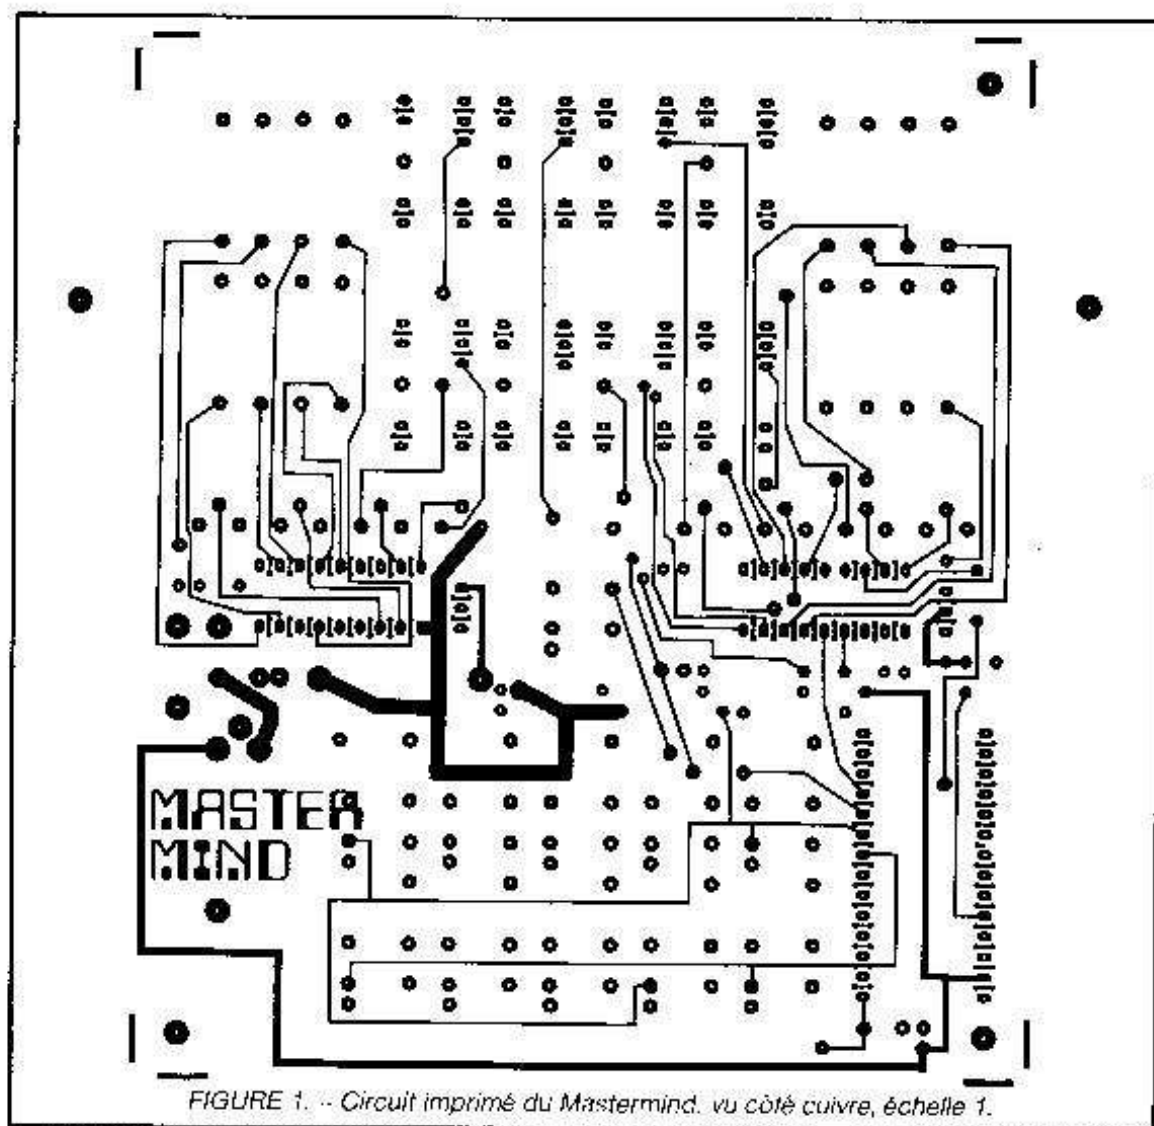 MASTER
MIND
FIGURE 1. -- Circuit imprimé du Mastermind, vu côté cuivre, échelle 1.